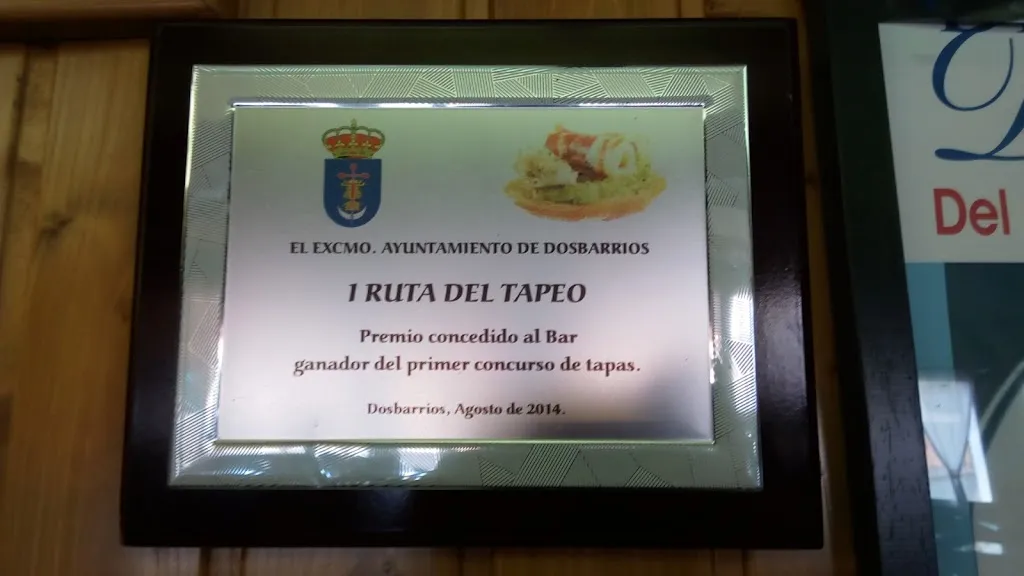 EL EXCMO. AYUNTAMIENTO DE DOSBARRIOS
I RUTA DEL TAPEO
Premio concedido al Bar
ganador del primer concurso de tapas.
Dosbarrios, Agosto de 2014.
Del